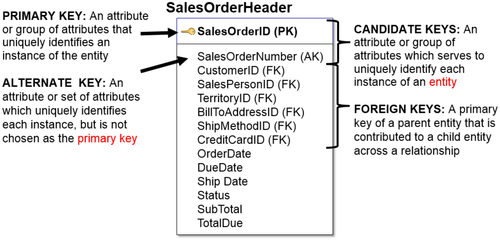 SalesOrderHeader
PRIMARY KEY: An attribute
or group of attributes that
uniquely identifies an
instance of the entity
ALTERNATE KEY: An
attribute or set of attributes
which uniquely identifies
each instance, but is not
chosen as the primary key
SalesOrderID (PK)
SalesOrderNumber (AK)
CustomerID (FK)
SalesPersonID (FK)
TerritoryID (FK)
BillToAddressID (FK)
ShipMethodID (FK)
CreditCardID (FK)
OrderDate
DueDate
Ship Date
Status
SubTotal
TotalDue
CANDIDATE KEYS: An
attribute or group of
attributes which serves to
uniquely identify each
instance of an entity
FOREIGN KEYS: A primary
key of a parent entity that is
contributed to a child entity
across a relationship